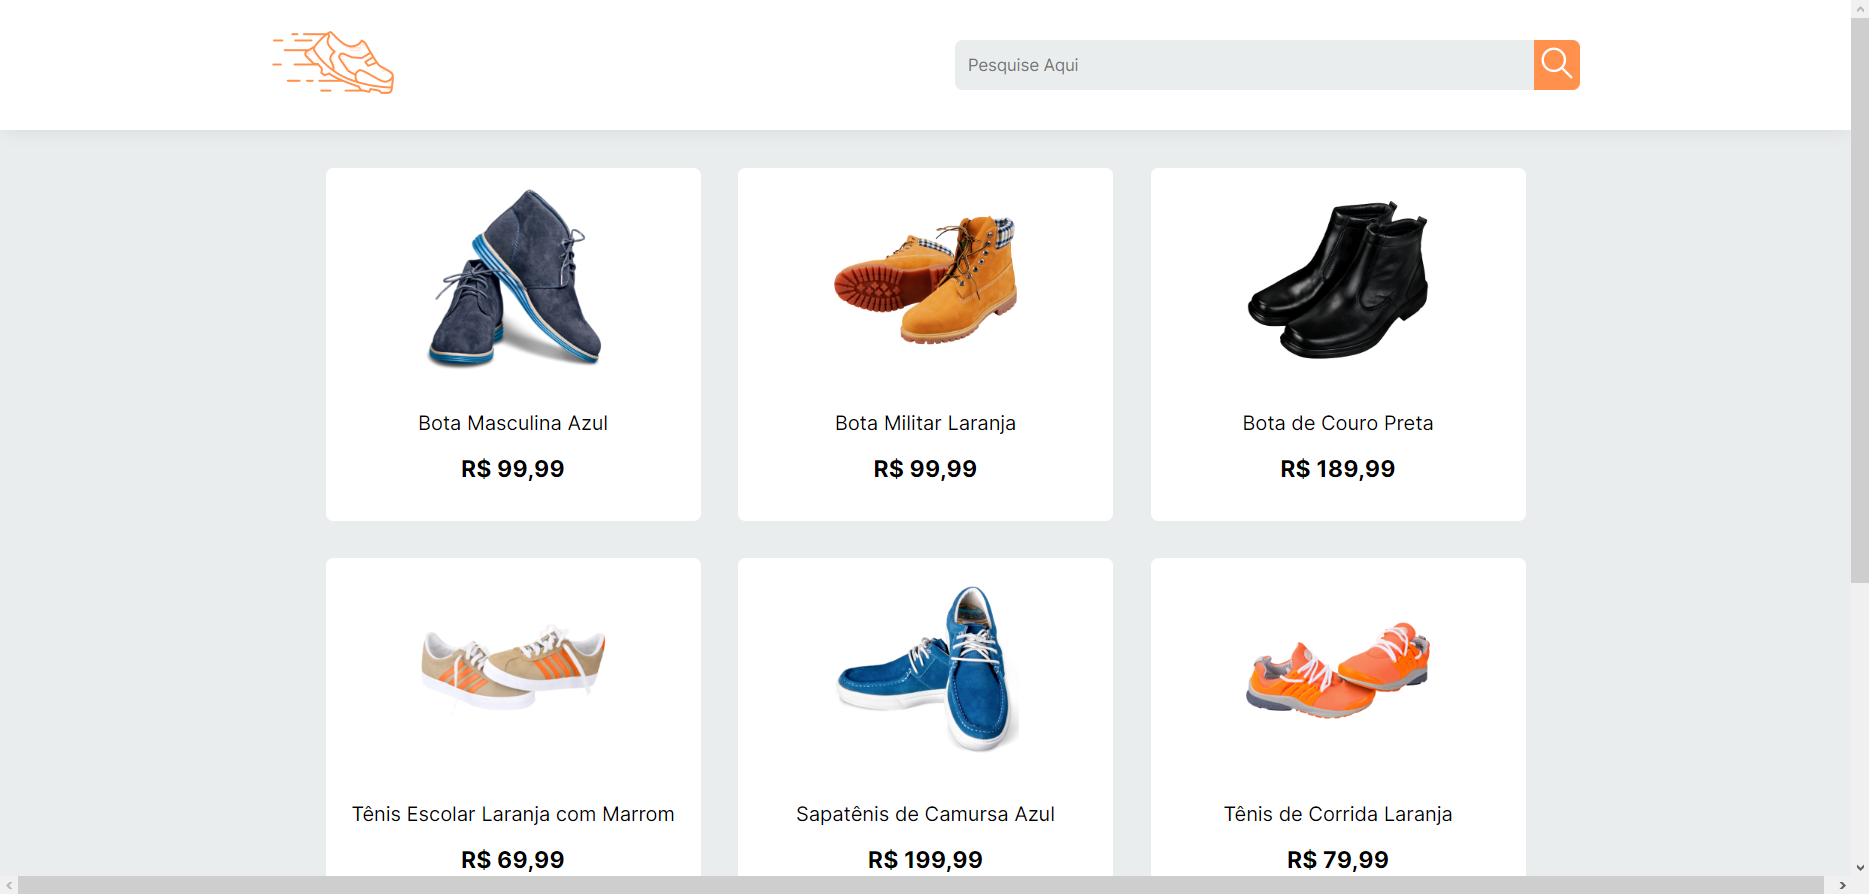 Pesquise Aqui
Bota Masculina Azul
R$ 99,99
Bota Militar Laranja
R$ 99,99
Bota de Couro Preta
R$ 189,99
Tênis Escolar Laranja com Marrom
R$ 69,99
Sapatênis de Camursa Azul
R$ 199,99
Tênis de Corrida Laranja
R$ 79,99